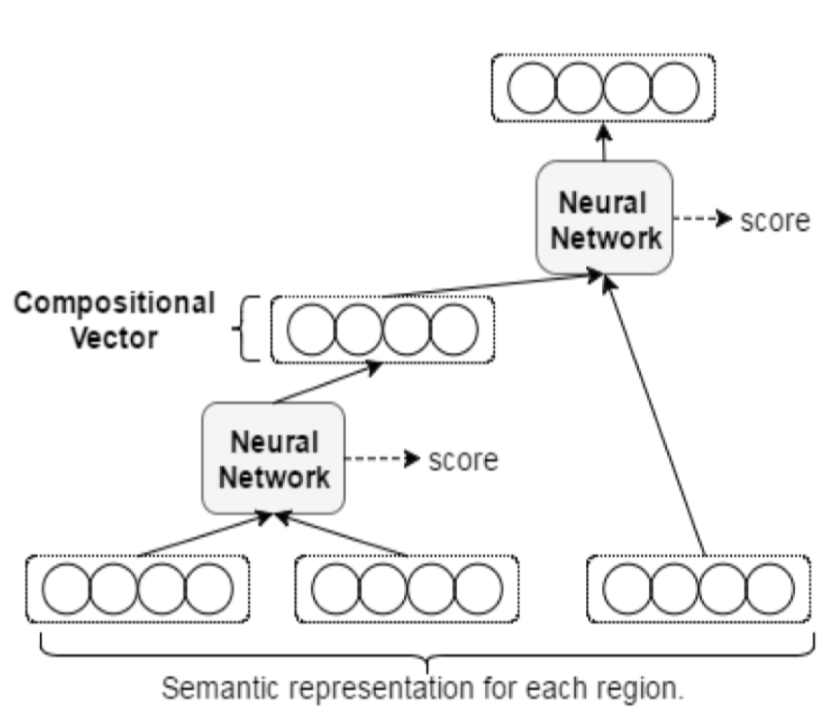 Neural
Network
score
Compositional
Vector
Neural
Network
score
Semantic representation for each region.